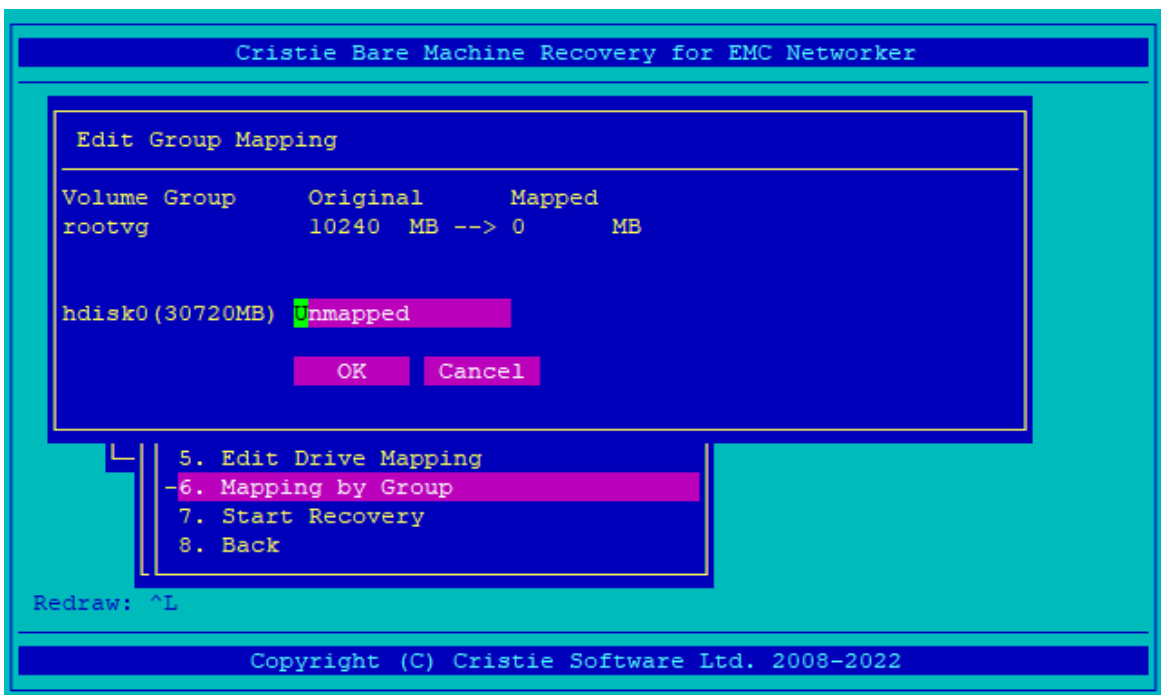 Cristie Bare Machine Recovery for EMC Networker
Edit Group Mapping
Volume Group Original Mapped
rootvg 10240 MB --> 0 MB
hdisk0(30720MB) Unmapped
OK Cancel
5. Edit Drive Mapping
-6. Mapping by Group
7. Start Recovery
8. Back
Redraw: ^L
Copyright (C) Cristie Software Ltd. 2008-2022